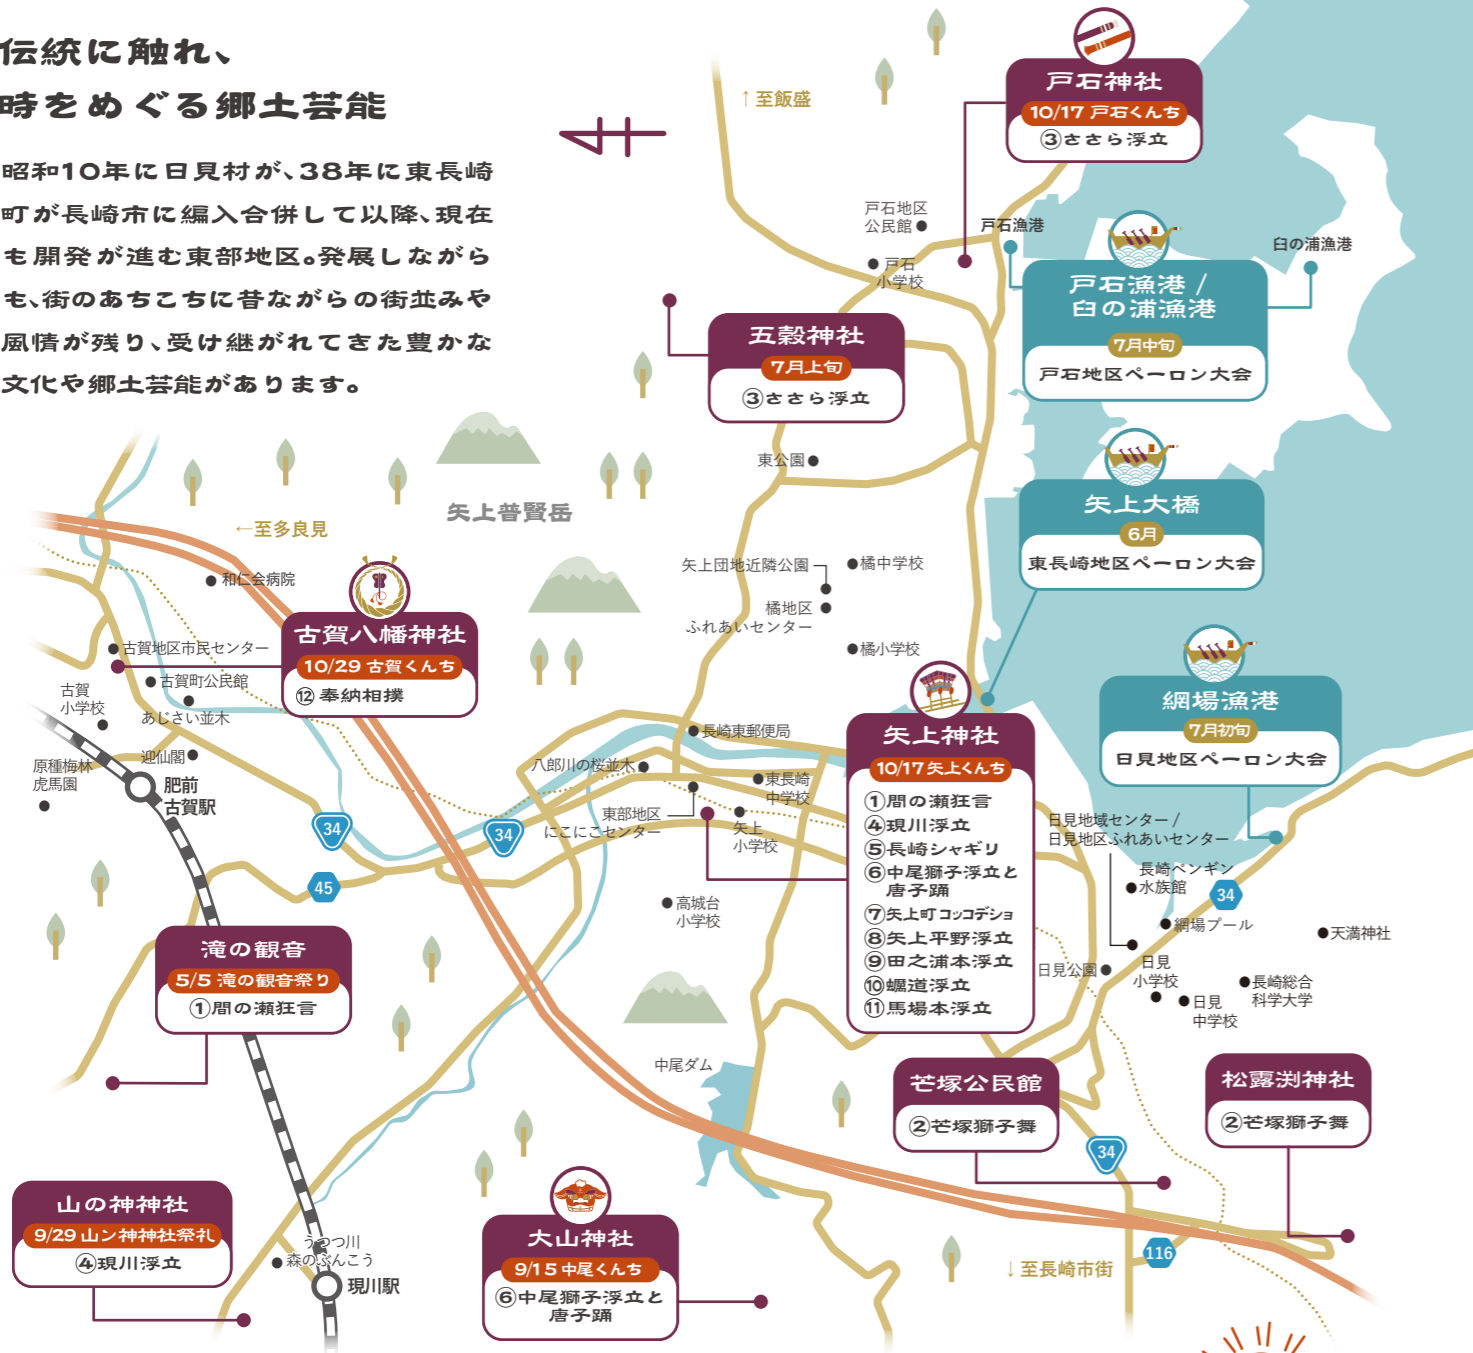 伝統に触れ、
時をめぐる郷土芸能
昭和10年に日見村が、38年に東長崎
町が長崎市に編入合併して以降、現在
も開発が進む東部地区。発展しながら
も、街のあちこちに昔ながらの街並みや
風情が残り、受け継がれてきた豊かな
文化や郷土芸能があります。
↑至飯盛
戸石神社
10/17 戸石くんち
③ささら浮立
戸石地区
公民館
戸石漁港
臼の浦漁港
戸石
小学校
戸石漁港 /
臼の浦漁港
7月中旬
戸石地区ペーロン大会
五穀神社
7月上旬
③ささら浮立
東公園
矢上大橋
6月
東長崎地区ペーロン大会
矢上普賢岳
←至多良見
和仁会病院
矢上団地近隣公園
橘中学校
橘地区
ふれあいセンター
橘小学校
古賀八幡神社
10/29 古賀くんち
⑫奉納相撲
古賀地区市民センター
古賀町公民館
古賀
小学校
あじさい並木
迎仙閣
原種梅林
虎馬園
肥前
古賀駅
網場漁港
7月初旬
日見地区ペーロン大会
長崎東郵便局
八郎川の桜並木
東長崎
中学校
東部地区
にこにこセンター
矢上
小学校
34
34
45
高城台
小学校
矢上神社
10/17 矢上くんち
①間の瀬狂言
④現川浮立
⑤長崎シャギリ
⑥中尾獅子浮立と
唐子踊
⑦矢上町コッコデショ
⑧矢上平野浮立
⑨田之浦本浮立
⑩蠣道浮立
⑪馬場本浮立
日見地域センター /
日見地区ふれあいセンター
長崎ペンギン
水族館
34
網場プール
天満神社
日見公園
日見
小学校
日見
中学校
長崎総合
科学大学
滝の観音
5/5 滝の観音祭り
①間の瀬狂言
中尾ダム
芒塚公民館
②芒塚獅子舞
松露渕神社
②芒塚獅子舞
34
山の神神社
9/29 山ン神神社祭礼
④現川浮立
うつつ川
森のぶんこう
現川駅
大山神社
9/15 中尾くんち
⑥中尾獅子浮立と
唐子踊
↓至長崎市街
116